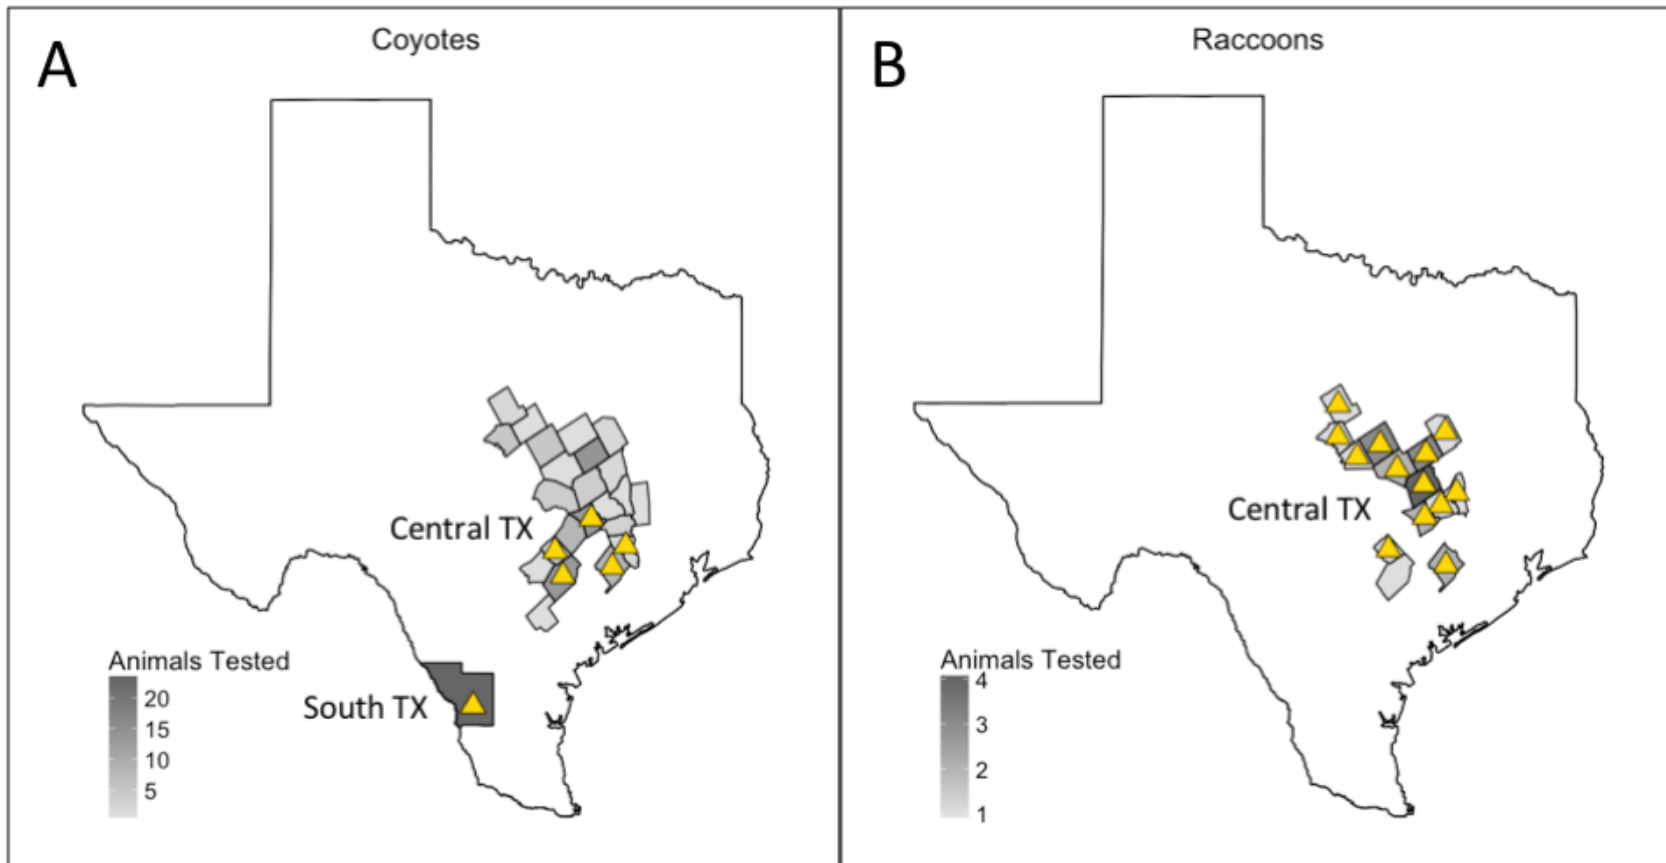 A
Coyotes
Central TX
South TX
Animals Tested
20
15
10
5
B
Raccoons
Central TX
Animals Tested
4
3
2
1